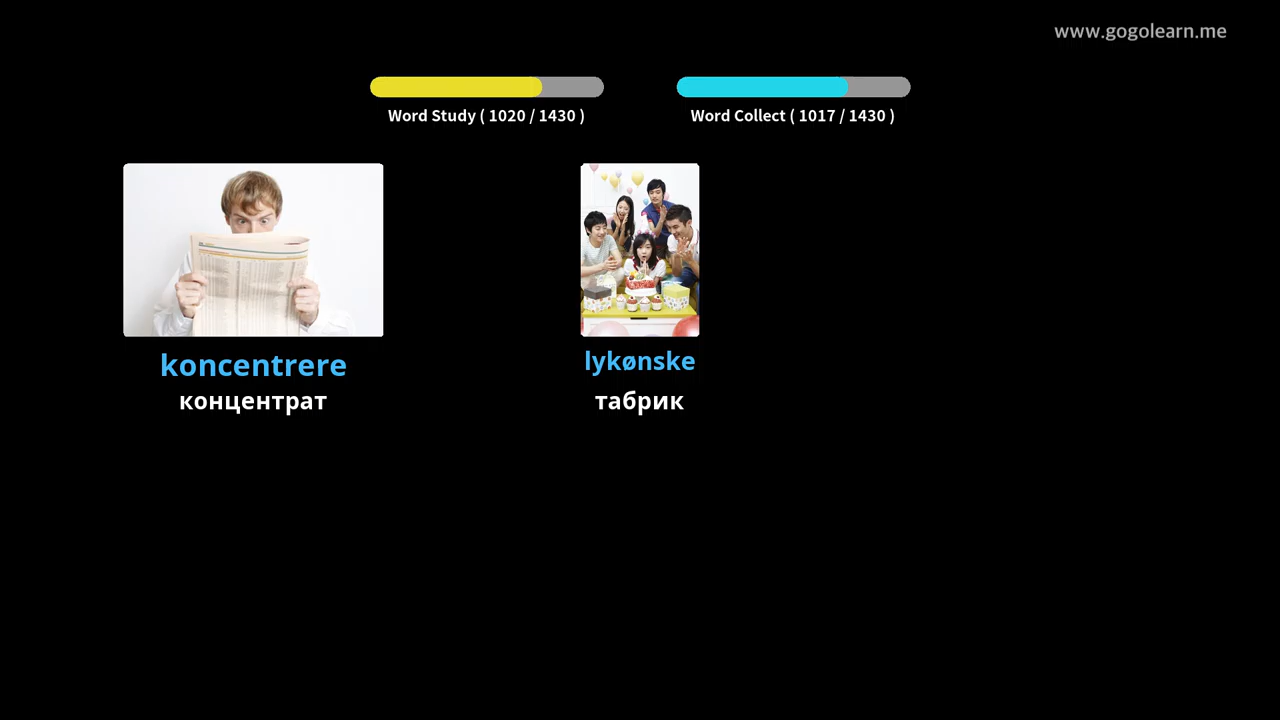 www.gogolearn.me
Word Study ( 1020 / 1430 )
Word Collect ( 1017 / 1430 )
koncentrere
концентрат
lykønske
табрик